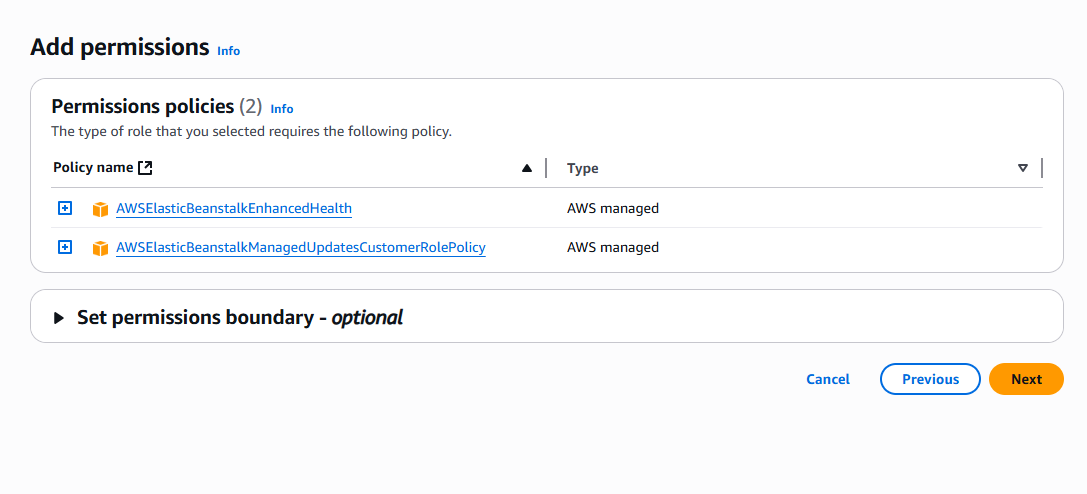 Add permissions Info
Permissions policies (2) Info
The type of role that you selected requires the following policy.
Policy name Type
AWSElasticBeanstalkEnhancedHealth AWS managed
AWSElasticBeanstalkManagedUpdatesCustomerRolePolicy AWS managed
Set permissions boundary - optional
Cancel Previous Next